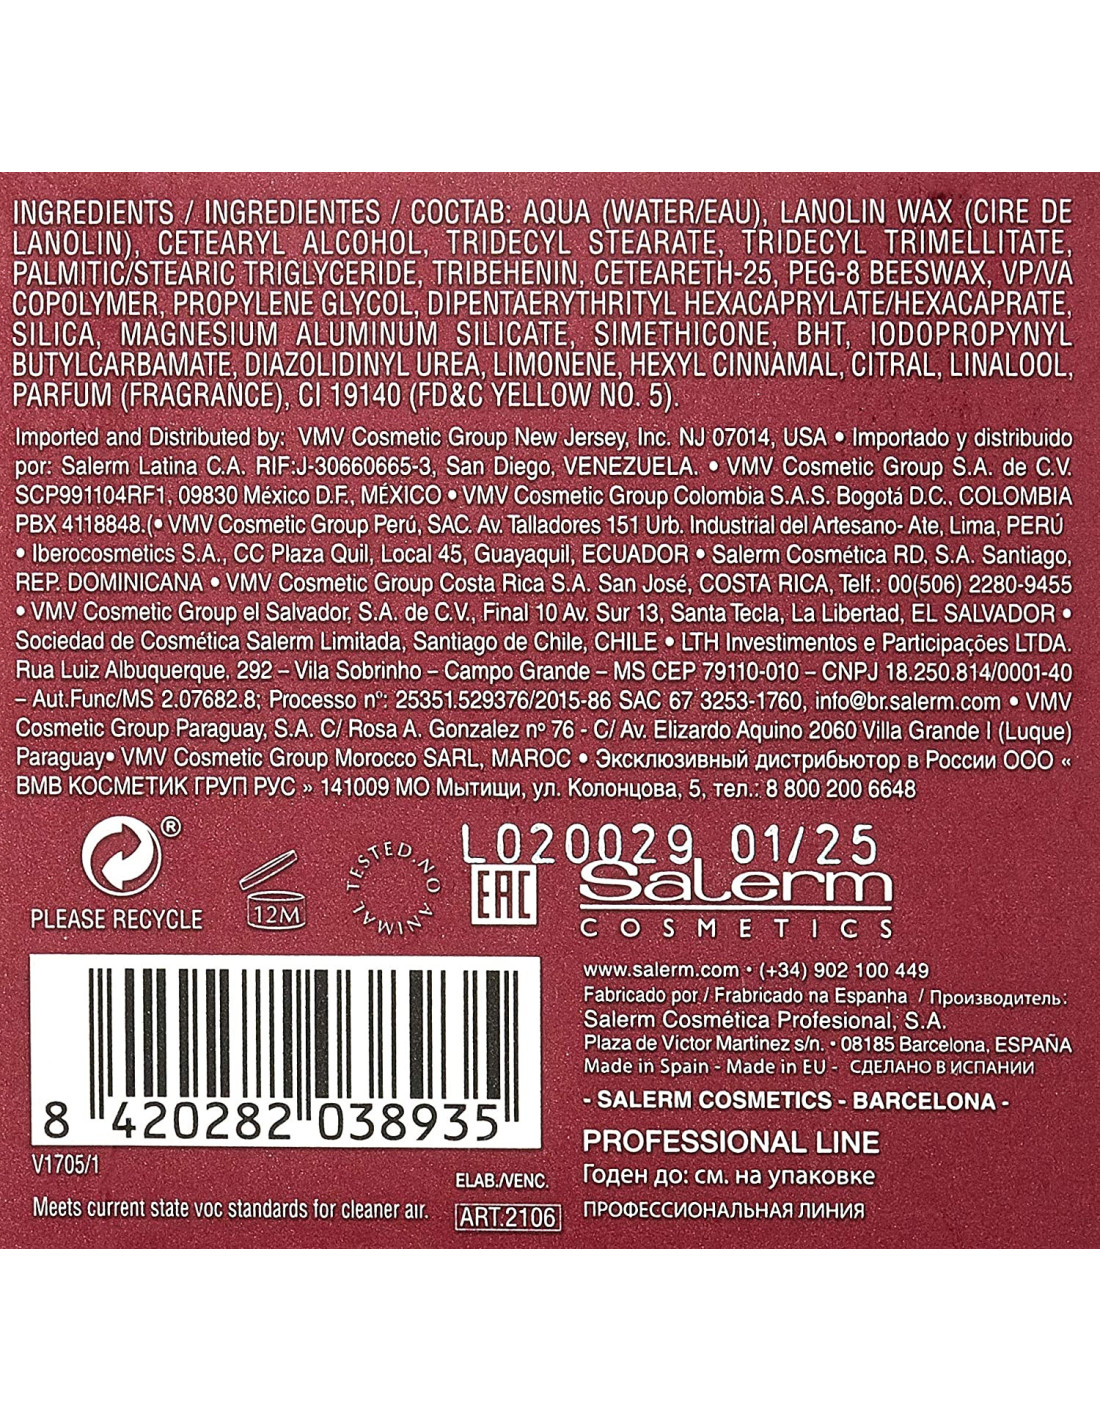 INGREDIENTS / INGREDIENTES / СОСТАВ: AQUA (WATER/EAU), LANOLIN WAX (CIRE DE
LANOLIN), CETEARYL ALCOHOL, TRIDECYL STEARATE, TRIDECYL TRIMELLITATE,
PALMITIC/STEARIC TRIGLYCERIDE, TRIBEHENIN, CETEARETH-25, PEG-8 BEESWAX, VP/VA
COPOLYMER, PROPYLENE GLYCOL, DIPENTAERYTHRITYL HEXACAPRYLATE/HEXACAPRATE,
SILICA, MAGNESIUM ALUMINUM SILICATE, SIMETHICONE, BHT, IODOPROPYNYL
BUTYLCARBAMATE, DIAZOLIDINYL UREA, LIMONENE, HEXYL CINNAMAL, CITRAL, LINALOOL,
PARFUM (FRAGRANCE), CI 19140 (FD&C YELLOW NO. 5).
Imported and Distributed by: VMV Cosmetic Group New Jersey, Inc. NJ 07014, USA • Importado y distribuido
por: Salerm Latina C.A. RIF:J-30660665-3, San Diego, VENEZUELA. • VMV Cosmetic Group S.A. de C.V.
SCP991104RF1, 09830 México D.F., MÉXICO • VMV Cosmetic Group Colombia S.A.S. Bogotá D.C., COLOMBIA
PBX 4118848.(• VMV Cosmetic Group Perú, SAC. Av. Talladores 151 Urb. Industrial del Artesano- Ate, Lima, PERÚ
• Iberocosmetics S.A., CC Plaza Quil, Local 45, Guayaquil, ECUADOR • Salerm Cosmética RD, S.A. Santiago,
REP. DOMINICANA • VMV Cosmetic Group Costa Rica S.A. San José, COSTA RICA, Telf.: 00(506) 2280-9455
• VMV Cosmetic Group el Salvador, S.A. de C.V., Final 10 Av. Sur 13, Santa Tecla, La Libertad, EL SALVADOR •
Sociedad de Cosmética Salerm Limitada, Santiago de Chile, CHILE • LTH Investimentos e Participações LTDA.
Rua Luiz Albuquerque, 292 – Vila Sobrinho – Campo Grande – MS CEP 79110-010 – CNPJ 18.250.814/0001-40
– Aut.Func/MS 2.07682.8; Processo nº: 25351.529376/2015-86 SAC 67 3253-1760, info@br.salerm.com • VMV
Cosmetic Group Paraguay, S.A. C/ Rosa A. Gonzalez nº 76 - C/ Av. Elizardo Aquino 2060 Villa Grande I (Luque)
Paraguay• VMV Cosmetic Group Morocco SARL, MAROC • Эксклюзивный дистрибьютор в России ООО «
ВМВ КОСМЕТИК ГРУП РУС » 141009 МО Мытищи, ул. Колонцова, 5, тел.: 8 800 200 6648
®
PLEASE RECYCLE
12M
TESTED.NO ANIMAL
L020029 01/25
EAC
Salerm
COSMETICS
www.salerm.com • (+34) 902 100 449
Fabricado por / Frabricado na Espanha / Производитель:
Salerm Cosmética Profesional, S.A.
Plaza de Victor Martinez s/n. • 08185 Barcelona, ESPAÑA
Made in Spain - Made in EU - СДЕЛАНО В ИСПАНИИ
- SALERM COSMETICS - BARCELONA -
PROFESSIONAL LINE
Годен до: см. на упаковке
ПРОФЕССИОНАЛЬНАЯ ЛИНИЯ
8 420282 038935
V1705/1
ELAB./VENC.
Meets current state voc standards for cleaner air.
ART.2106